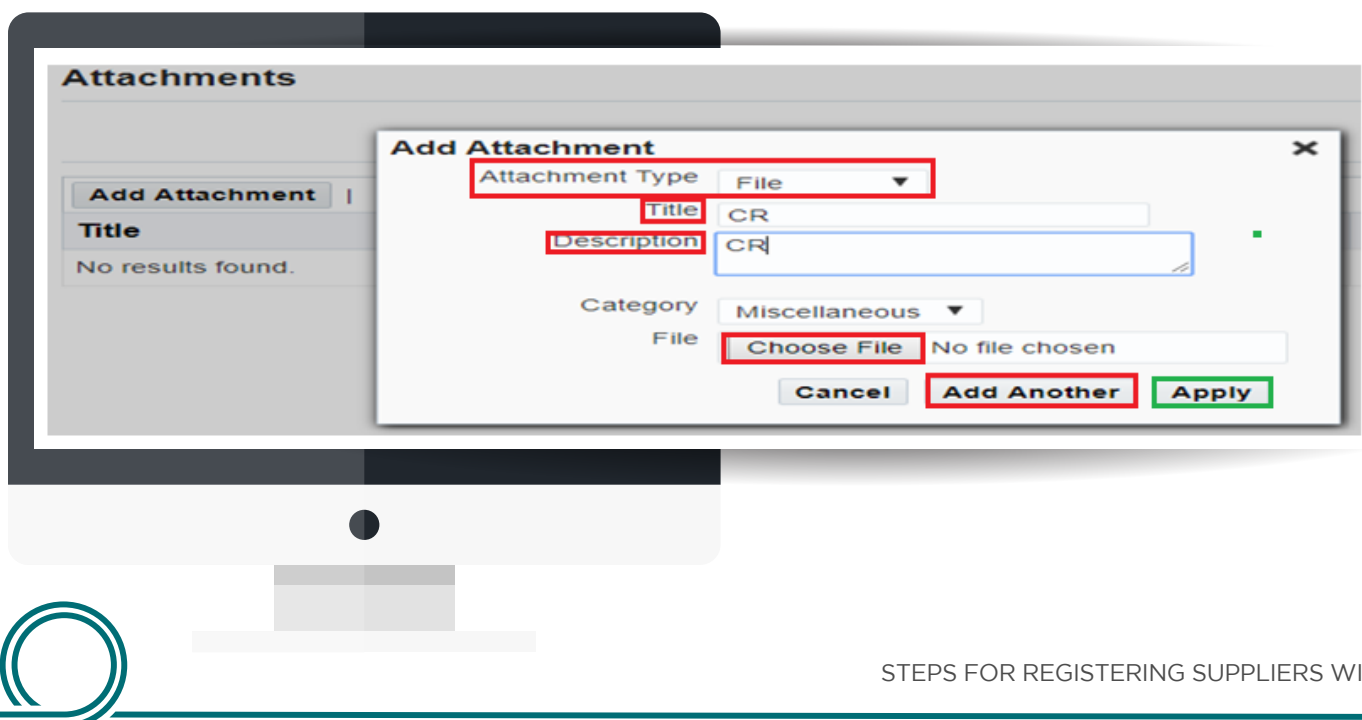 Attachments
Add Attachment
Attachment Type File
Add Attachment |
Title CR
Title
Description CR
No results found.
Category Miscellaneous
File Choose File No file chosen
Cancel Add Another Apply
STEPS FOR REGISTERING SUPPLIERS WI